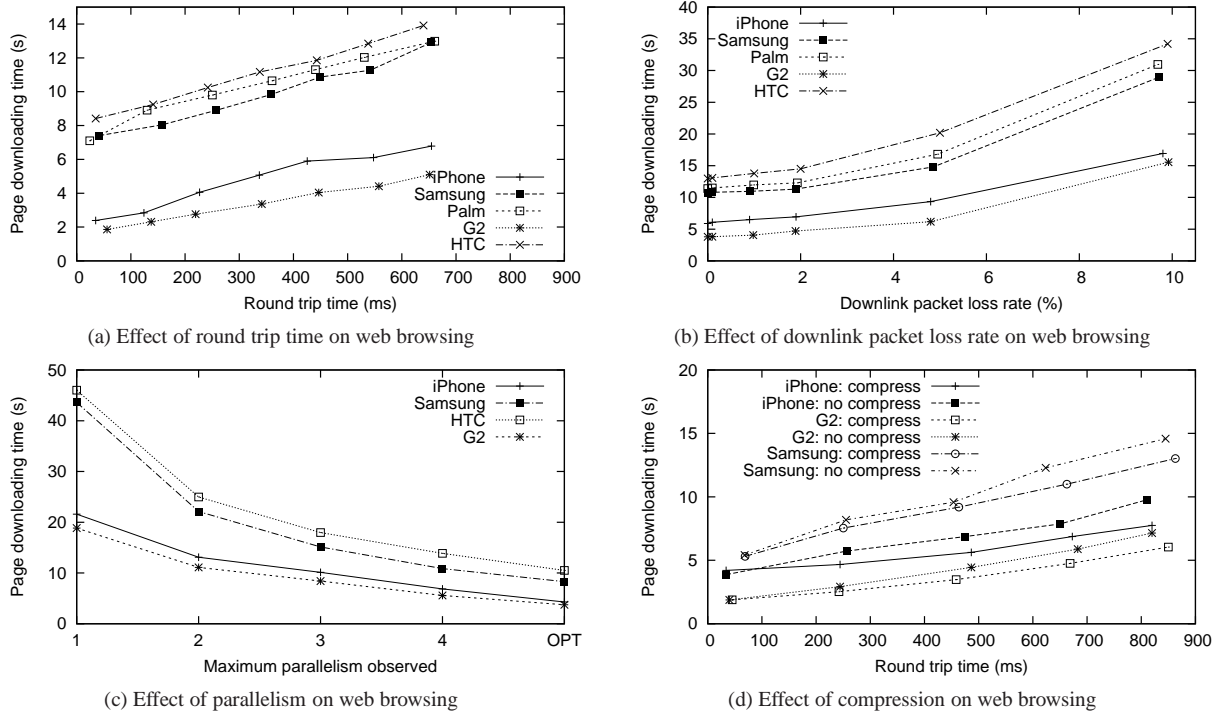 14
12
10
8
6
4
2
0
0 100 200 300 400 500 600 700 800 900
Page downloading time (s)
Round trip time (ms)
iPhone
Samsung
Palm
G2
HTC
(a) Effect of round trip time on web browsing
40
35
30
25
20
15
10
5
0
0 2 4 6 8 10
Page downloading time (s)
Downlink packet loss rate (%)
iPhone
Samsung
Palm
G2
HTC
(b) Effect of downlink packet loss rate on web browsing
50
40
30
20
10
0
1 2 3 4 OPT
Page downloading time (s)
Maximum parallelism observed
iPhone
Samsung
HTC
G2
(c) Effect of parallelism on web browsing
20
15
10
5
0
0 100 200 300 400 500 600 700 800 900
Page downloading time (s)
Round trip time (ms)
iPhone: compress
iPhone: no compress
G2: compress
G2: no compress
Samsung: compress
Samsung: no compress
(d) Effect of compression on web browsing